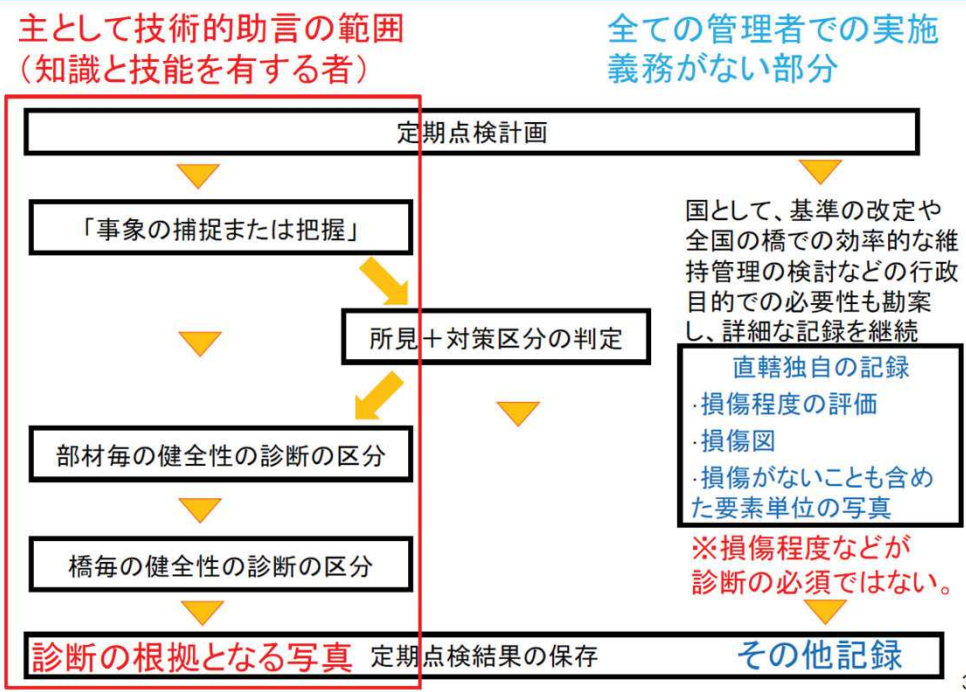 主として技術的助言の範囲
（知識と技能を有する者）
全ての管理者での実施
義務がない部分
定期点検計画
「事象の捕捉または把握」
所見＋対策区分の判定
部材毎の健全性の診断の区分
橋毎の健全性の診断の区分
国として、基準の改定や
全国の橋での効率的な維
持管理の検討などの行政
目的での必要性も勘案
し、詳細な記録を継続
直轄独自の記録
・損傷程度の評価
・損傷図
・損傷がないことも含め
た要素単位の写真
※損傷程度などが
診断の必須ではない。
診断の根拠となる写真 定期点検結果の保存 その他記録